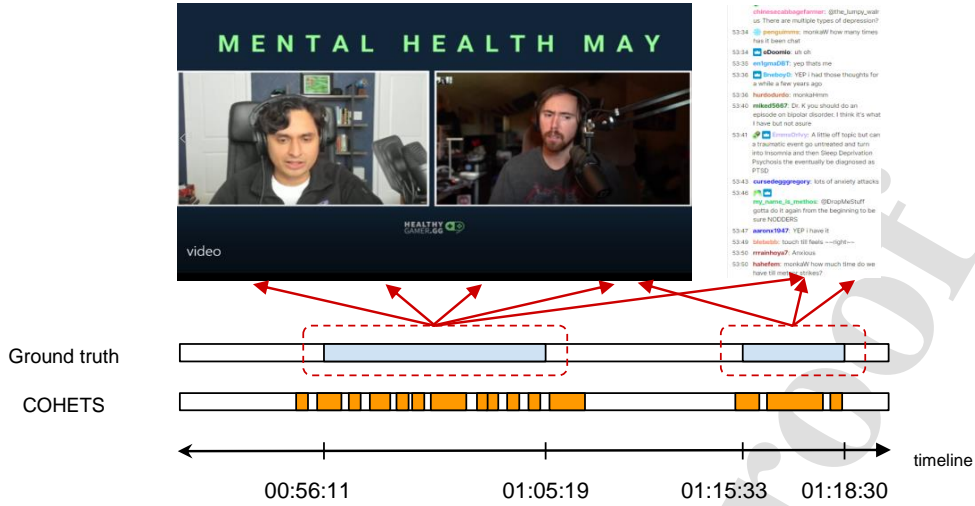 MENTAL HEALTH MAY
HEALTHY
GAMER.GG
video
chinesecabbagefarmer: @the_lumpy_walr
us There are multiple types of depression?
53:34 penguinmns: monkaW how many times
has it been chat
53:34 aDoomio: uh oh
53:35 en1gmaDBT: yep thats me
53:36 Bneboy0: YEP i had those thoughts for
a while a few years ago
53:36 hurdodurdo: monkaHmm
53:40 miked5667: Dr. K you should do an
episode on bipolar disorder. I think it's what
I have but not asure
53:41 A little off topic but can
a traumatic event go untreated and turn
into Insomnia and then Sleep Deprivation
Psychosis the eventually be diagnosed as
PTSD
53:43 cursedegggregory: lots of anxiety attacks
53:46
my_name_is_methos: @DropMeStuff
gotta do it again from the beginning to be
sure NODDERS
53:47 aaronx1947: YEP i have it
53:49 touch till feels ~~right~~
53:50 rrrainhoya7: Anxious
53:50 hahefem: monkaW how much time do we
have till meteor strikes?
Ground truth
COHETS
timeline
00:56:11
01:05:19
01:15:33
01:18:30